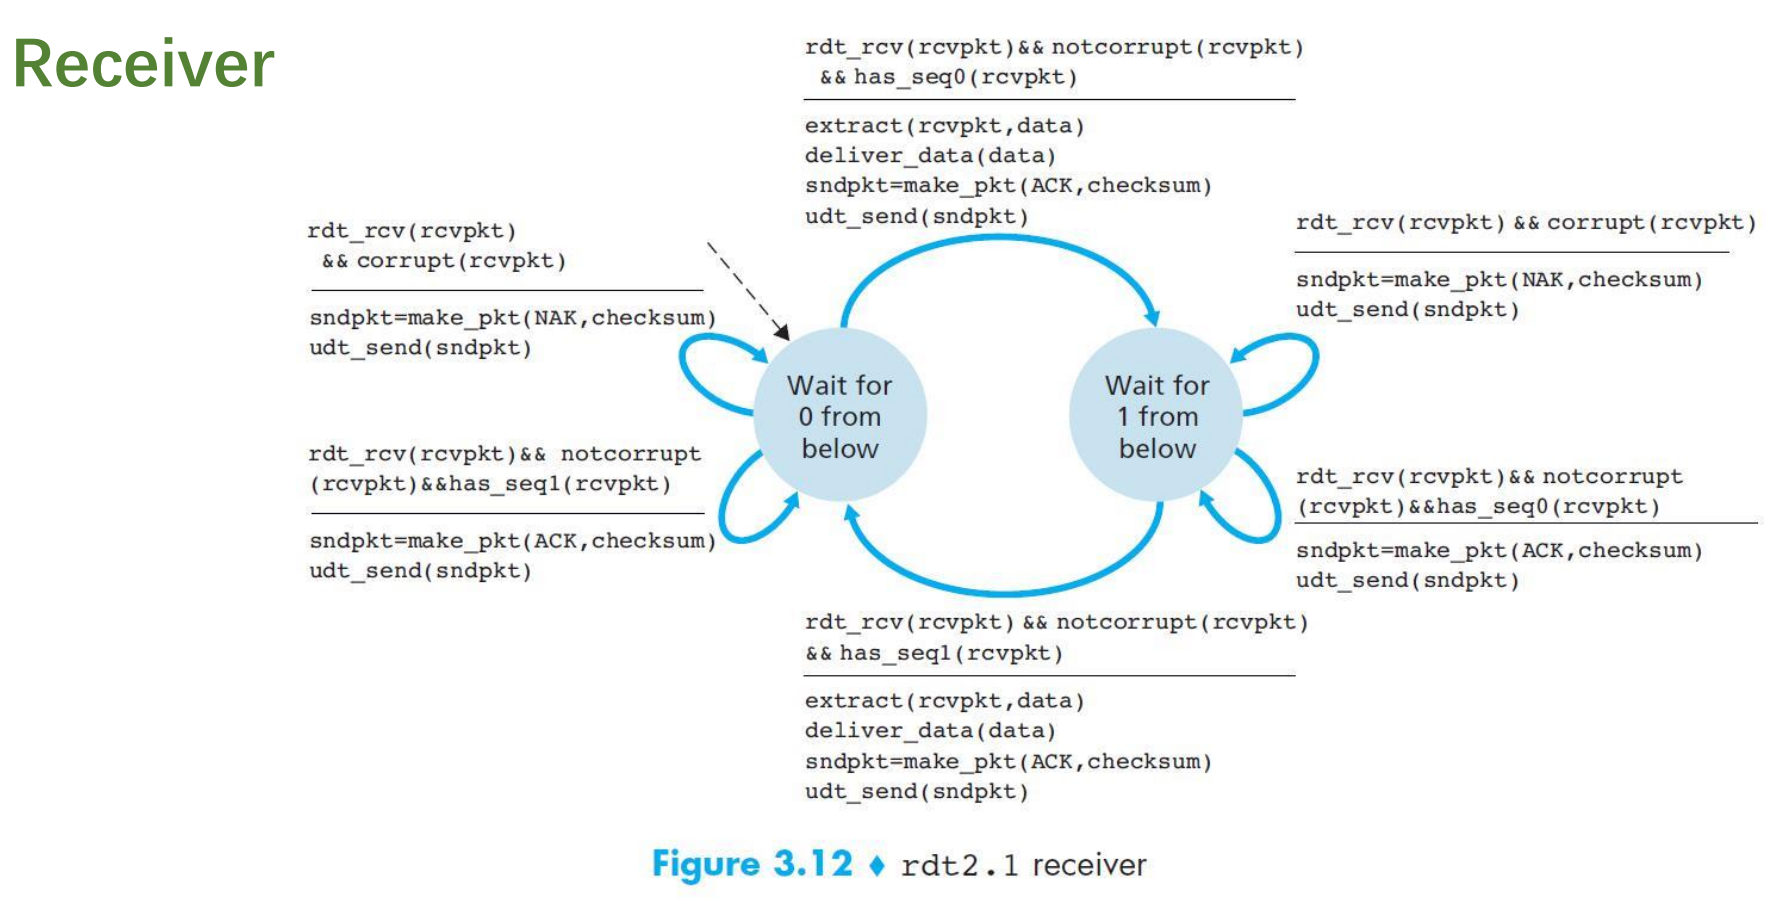 Receiver
rdt_rcv(rcvpkt)&& notcorrupt(rcvpkt)
&& has_seq0(rcvpkt)
extract(rcvpkt,data)
deliver_data(data)
sndpkt=make_pkt(ACK,checksum)
udt_send(sndpkt)
rdt_rcv(rcvpkt)
&& corrupt(rcvpkt)
sndpkt=make_pkt(NAK,checksum)
udt_send(sndpkt)
rdt_rcv(rcvpkt) && corrupt(rcvpkt)
sndpkt=make_pkt(NAK,checksum)
udt_send(sndpkt)
Wait for
0 from
below
Wait for
1 from
below
rdt_rcv(rcvpkt)&& notcorrupt
(rcvpkt)&&has_seq1(rcvpkt)
sndpkt=make_pkt(ACK,checksum)
udt_send(sndpkt)
rdt_rcv(rcvpkt)&& notcorrupt
(rcvpkt)&&has_seq0(rcvpkt)
sndpkt=make_pkt(ACK,checksum)
udt_send(sndpkt)
rdt_rcv(rcvpkt) && notcorrupt(rcvpkt)
&& has_seq1(rcvpkt)
extract(rcvpkt,data)
deliver_data(data)
sndpkt=make_pkt(ACK,checksum)
udt_send(sndpkt)
Figure 3.12 ♦ rdt2.1 receiver